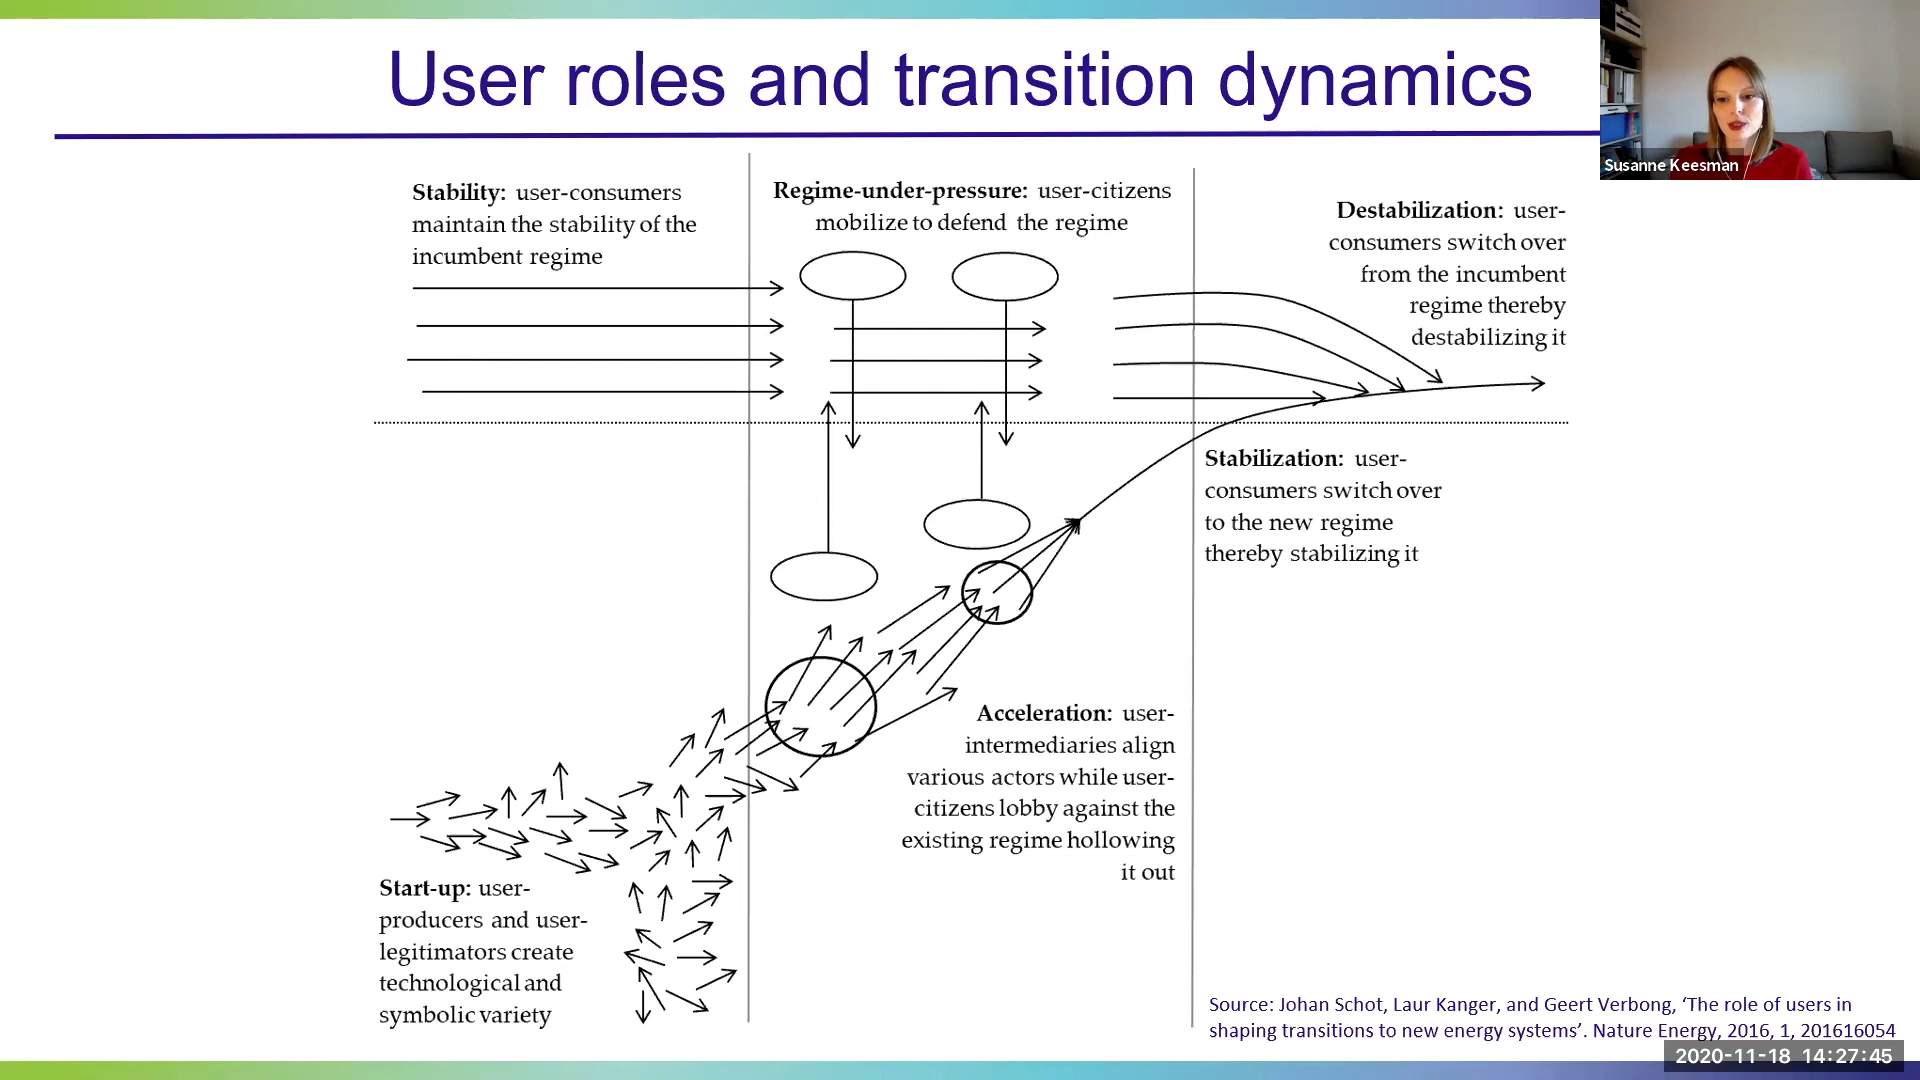 User roles and transition dynamics
Susanne Keesman
Stability: user-consumers
maintain the stability of the
incumbent regime
Regime-under-pressure: user-citizens
mobilize to defend the regime
Destabilization: user-
consumers switch over
from the incumbent
regime thereby
destabilizing it
Stabilization: user-
consumers switch over
to the new regime
thereby stabilizing it
Acceleration: user-
intermediaries align
various actors while user-
citizens lobby against the
existing regime hollowing
it out
Start-up: user-
producers and user-
legitimators create
technological and
symbolic variety
Source: Johan Schot, Laur Kanger, and Geert Verbong, ‘The role of users in
shaping transitions to new energy systems’. Nature Energy, 2016, 1, 201616054
2020-11-18 14:27:45